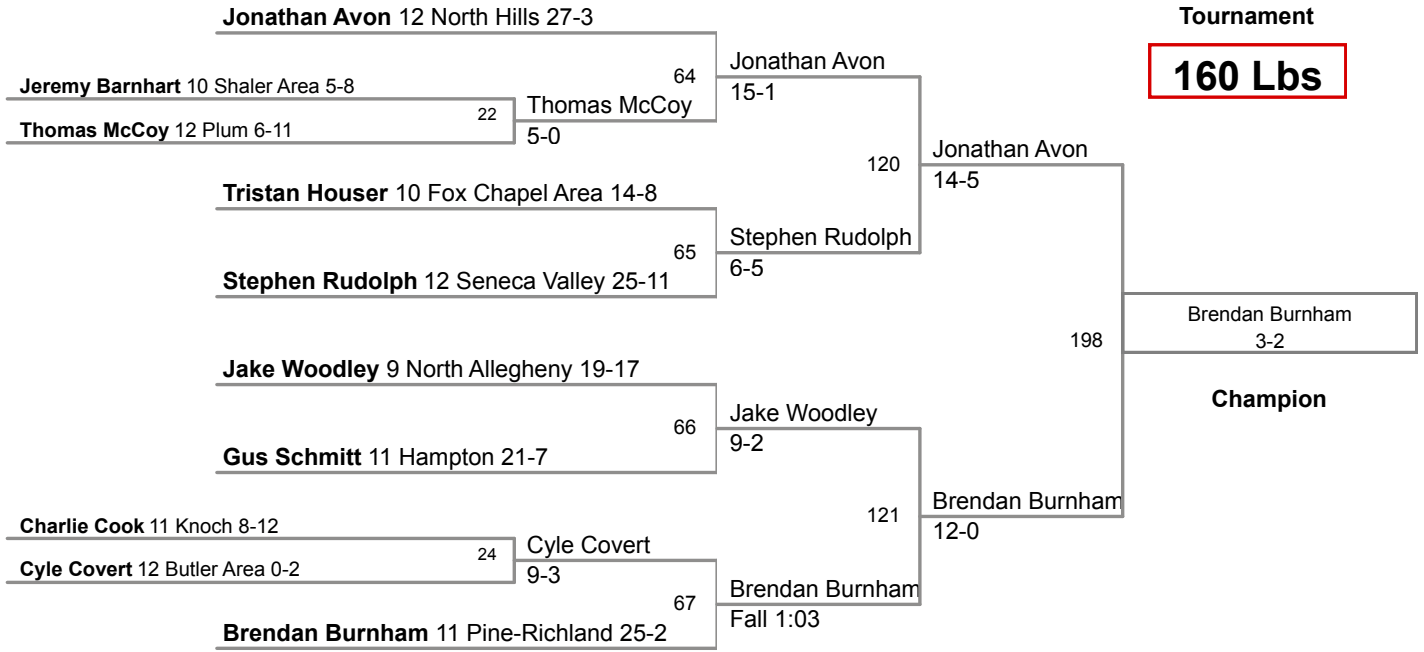 Jonathan Avon 12 North Hills 27-3
Tournament
160 Lbs
Jonathan Avon
64
15-1
Jeremy Barnhart 10 Shaler Area 5-8
22
Thomas McCoy
Thomas McCoy 12 Plum 6-11
5-0
Jonathan Avon
120
14-5
Tristan Houser 10 Fox Chapel Area 14-8
Stephen Rudolph
65
6-5
Stephen Rudolph 12 Seneca Valley 25-11
Brendan Burnham
198
3-2
Champion
Jake Woodley 9 North Allegheny 19-17
Jake Woodley
66
9-2
Gus Schmitt 11 Hampton 21-7
Brendan Burnham
121
12-0
Charlie Cook 11 Knoch 8-12
24
Cyle Covert
Cyle Covert 12 Butler Area 0-2
9-3
Brendan Burnham
67
Fall 1:03
Brendan Burnham 11 Pine-Richland 25-2